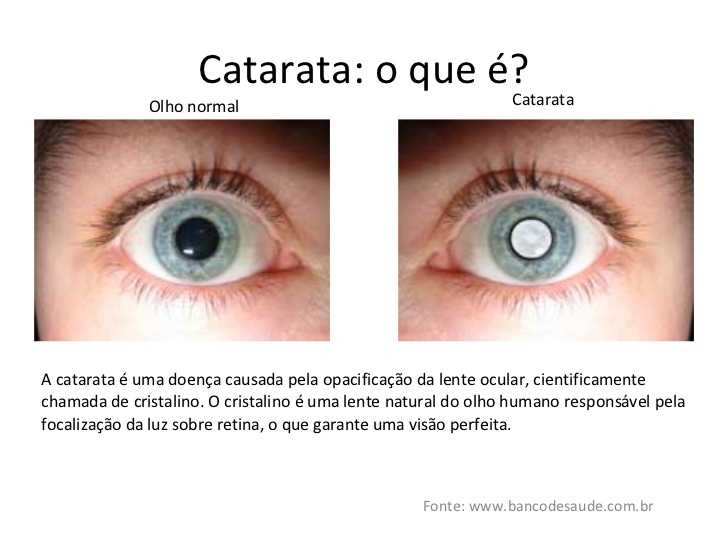 Catarata: o que é?
Olho normal
Catarata
A catarata é uma doença causada pela opacificação da lente ocular, cientificamente
chamada de cristalino. O cristalino é uma lente natural do olho humano responsável pela
focalização da luz sobre retina, o que garante uma visão perfeita.
Fonte: www.bancodesaude.com.br